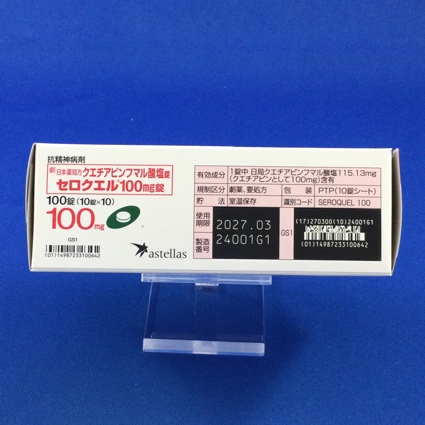 抗精神病剤
劇 日本薬局方 クエチアピンフマル酸塩錠
セロクエル®100mg錠
100錠(10錠×10)
100mg
GS1
(01)14987233100642
astellas
有効成分 1錠中 日局クエチアピンフマル酸塩115.13mg
(クエチアピンとして100mg)含有
規制区分 劇薬、要処方 包装 PTP(10錠シート)
貯法 室温保存 識別コード SEROQUEL 100
使用期限 2027.03
製造番号 24001G1
GS1
(17)270300(10)24001G1
(01)14987233100642